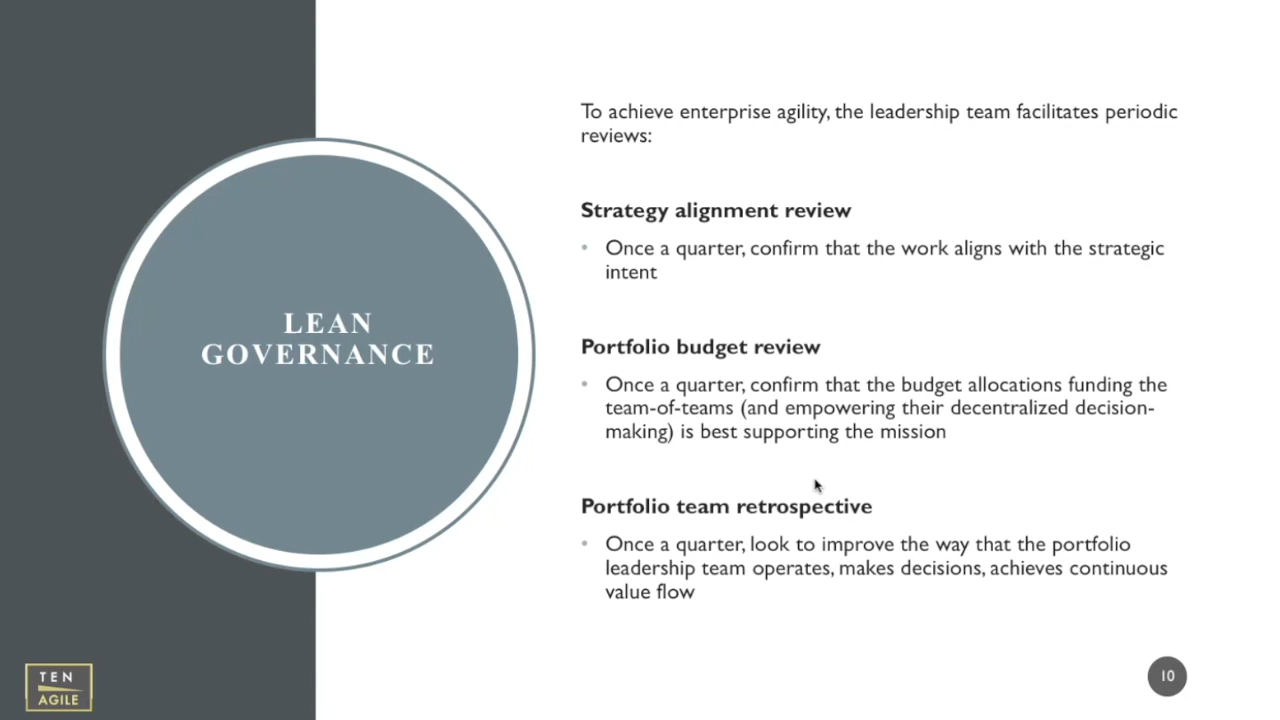 LEAN
GOVERNANCE
To achieve enterprise agility, the leadership team facilitates periodic
reviews:
Strategy alignment review
• Once a quarter, confirm that the work aligns with the strategic
intent
Portfolio budget review
• Once a quarter, confirm that the budget allocations funding the
team-of-teams (and empowering their decentralized decision-
making) is best supporting the mission
Portfolio team retrospective
• Once a quarter, look to improve the way that the portfolio
leadership team operates, makes decisions, achieves continuous
value flow
TEN
AGILE
10